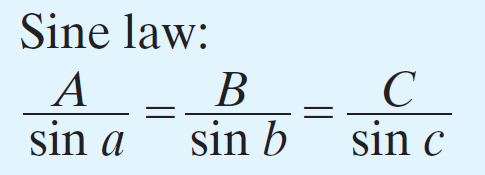 Sine law:
A/sin a = B/sin b = C/sin c